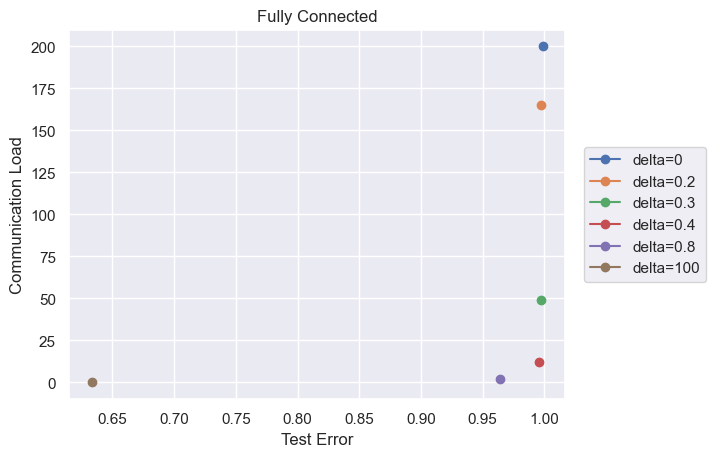 Fully Connected
Communication Load
200
175
150
125
100
75
50
25
0
0.65 0.70 0.75 0.80 0.85 0.90 0.95 1.00
Test Error
delta=0
delta=0.2
delta=0.3
delta=0.4
delta=0.8
delta=100